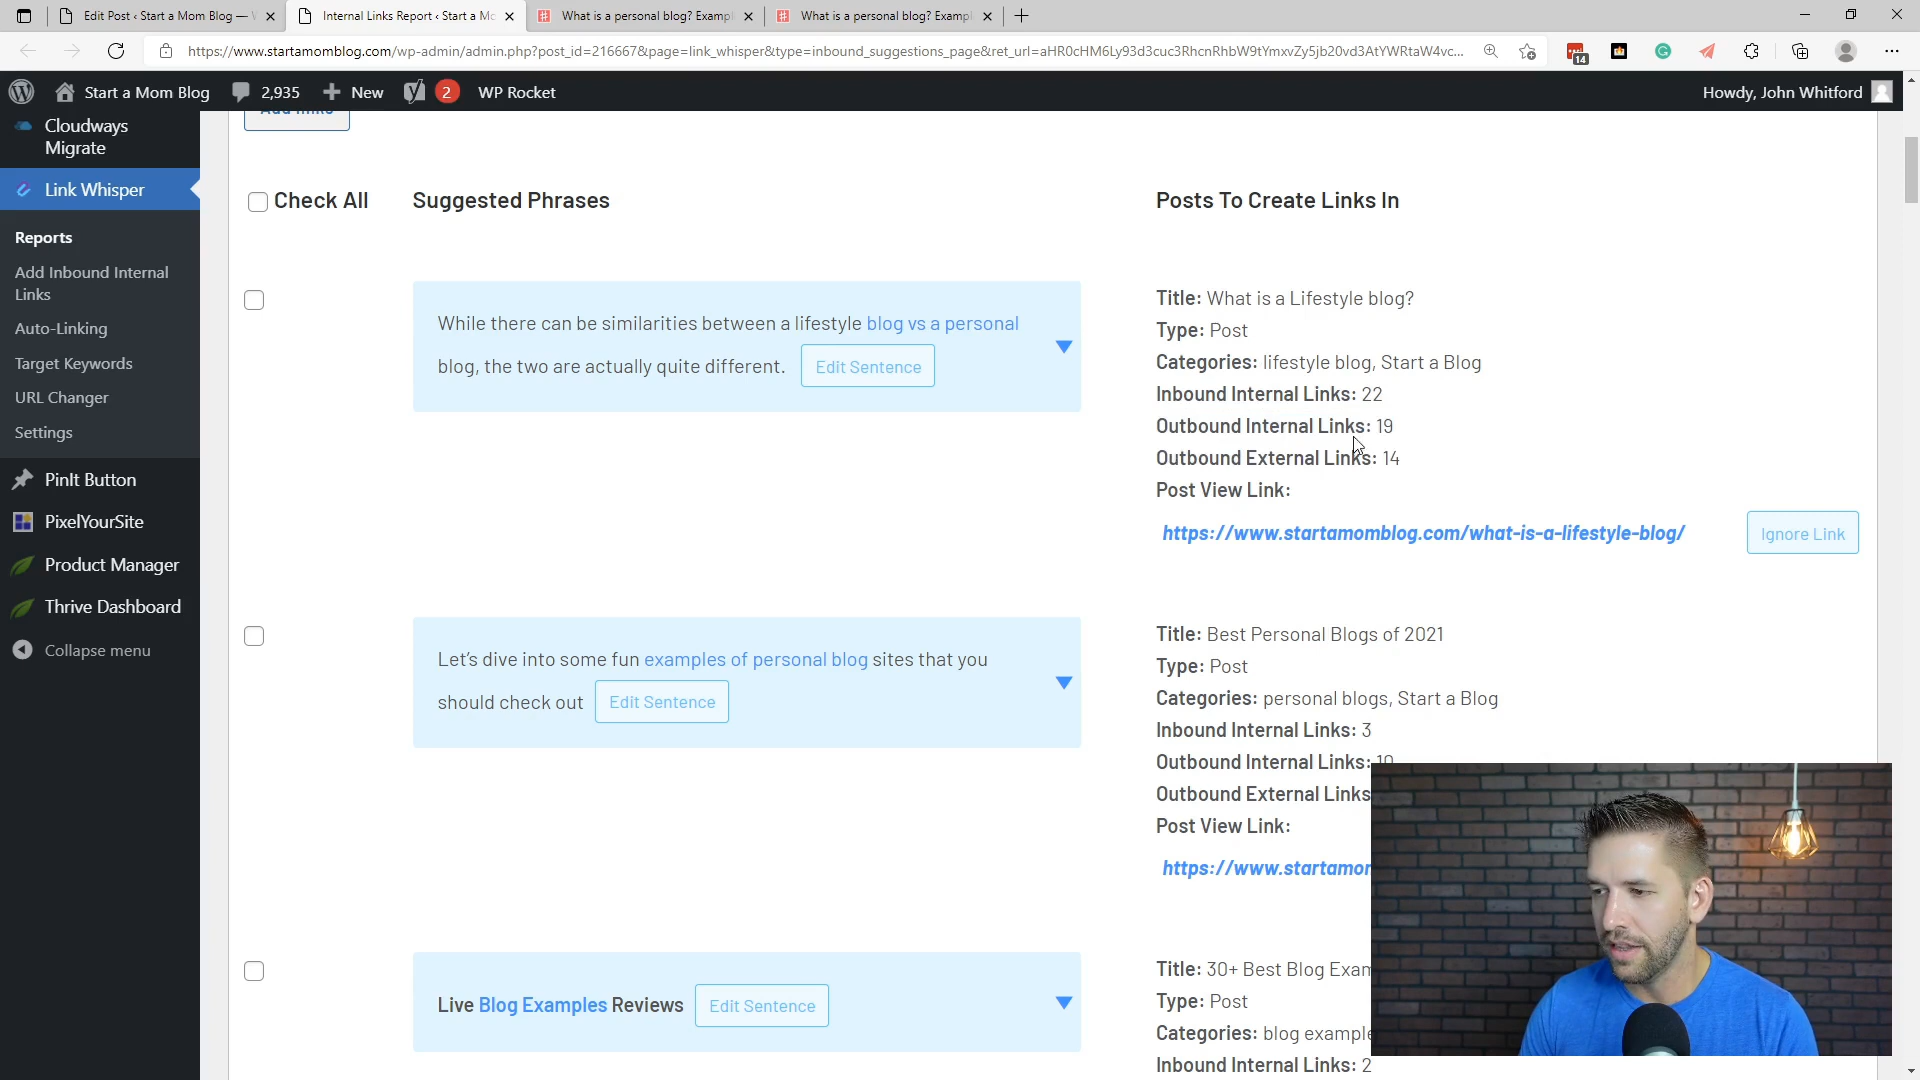 Edit Post ‹ Start a Mom Blog —
Internal Links Report ‹ Start a Mo
What is a personal blog? Exampl
What is a personal blog? Exampl
https://www.startamomblog.com/wp-admin/admin.php?post_id=216667&page=link_whisper&type=inbound_suggestions_page&ret_url=aHR0cHM6Ly93d3cuc3RhcnRhbW9tYmxvZy5jb20vd3AtYWRtaW4vc...
14
Start a Mom Blog
2,935
New
2
WP Rocket
Howdy, John Whitford
Cloudways
Migrate
Link Whisper
Reports
Add Inbound Internal
Links
Auto-Linking
Target Keywords
URL Changer
Settings
PinIt Button
PixelYourSite
Product Manager
Thrive Dashboard
Collapse menu
Add links
Check All
Suggested Phrases
Posts To Create Links In
While there can be similarities between a lifestyle blog vs a personal
blog, the two are actually quite different.
Edit Sentence
Title: What is a Lifestyle blog?
Type: Post
Categories: lifestyle blog, Start a Blog
Inbound Internal Links: 22
Outbound Internal Links: 19
Outbound External Links: 14
Post View Link:
https://www.startamomblog.com/what-is-a-lifestyle-blog/
Ignore Link
Let's dive into some fun examples of personal blog sites that you
should check out
Edit Sentence
Title: Best Personal Blogs of 2021
Type: Post
Categories: personal blogs, Start a Blog
Inbound Internal Links: 3
Outbound Internal Links: 10
Outbound External Links
Post View Link:
https://www.startamom
Live Blog Examples Reviews
Edit Sentence
Title: 30+ Best Blog Exam
Type: Post
Categories: blog example
Inbound Internal Links: 2